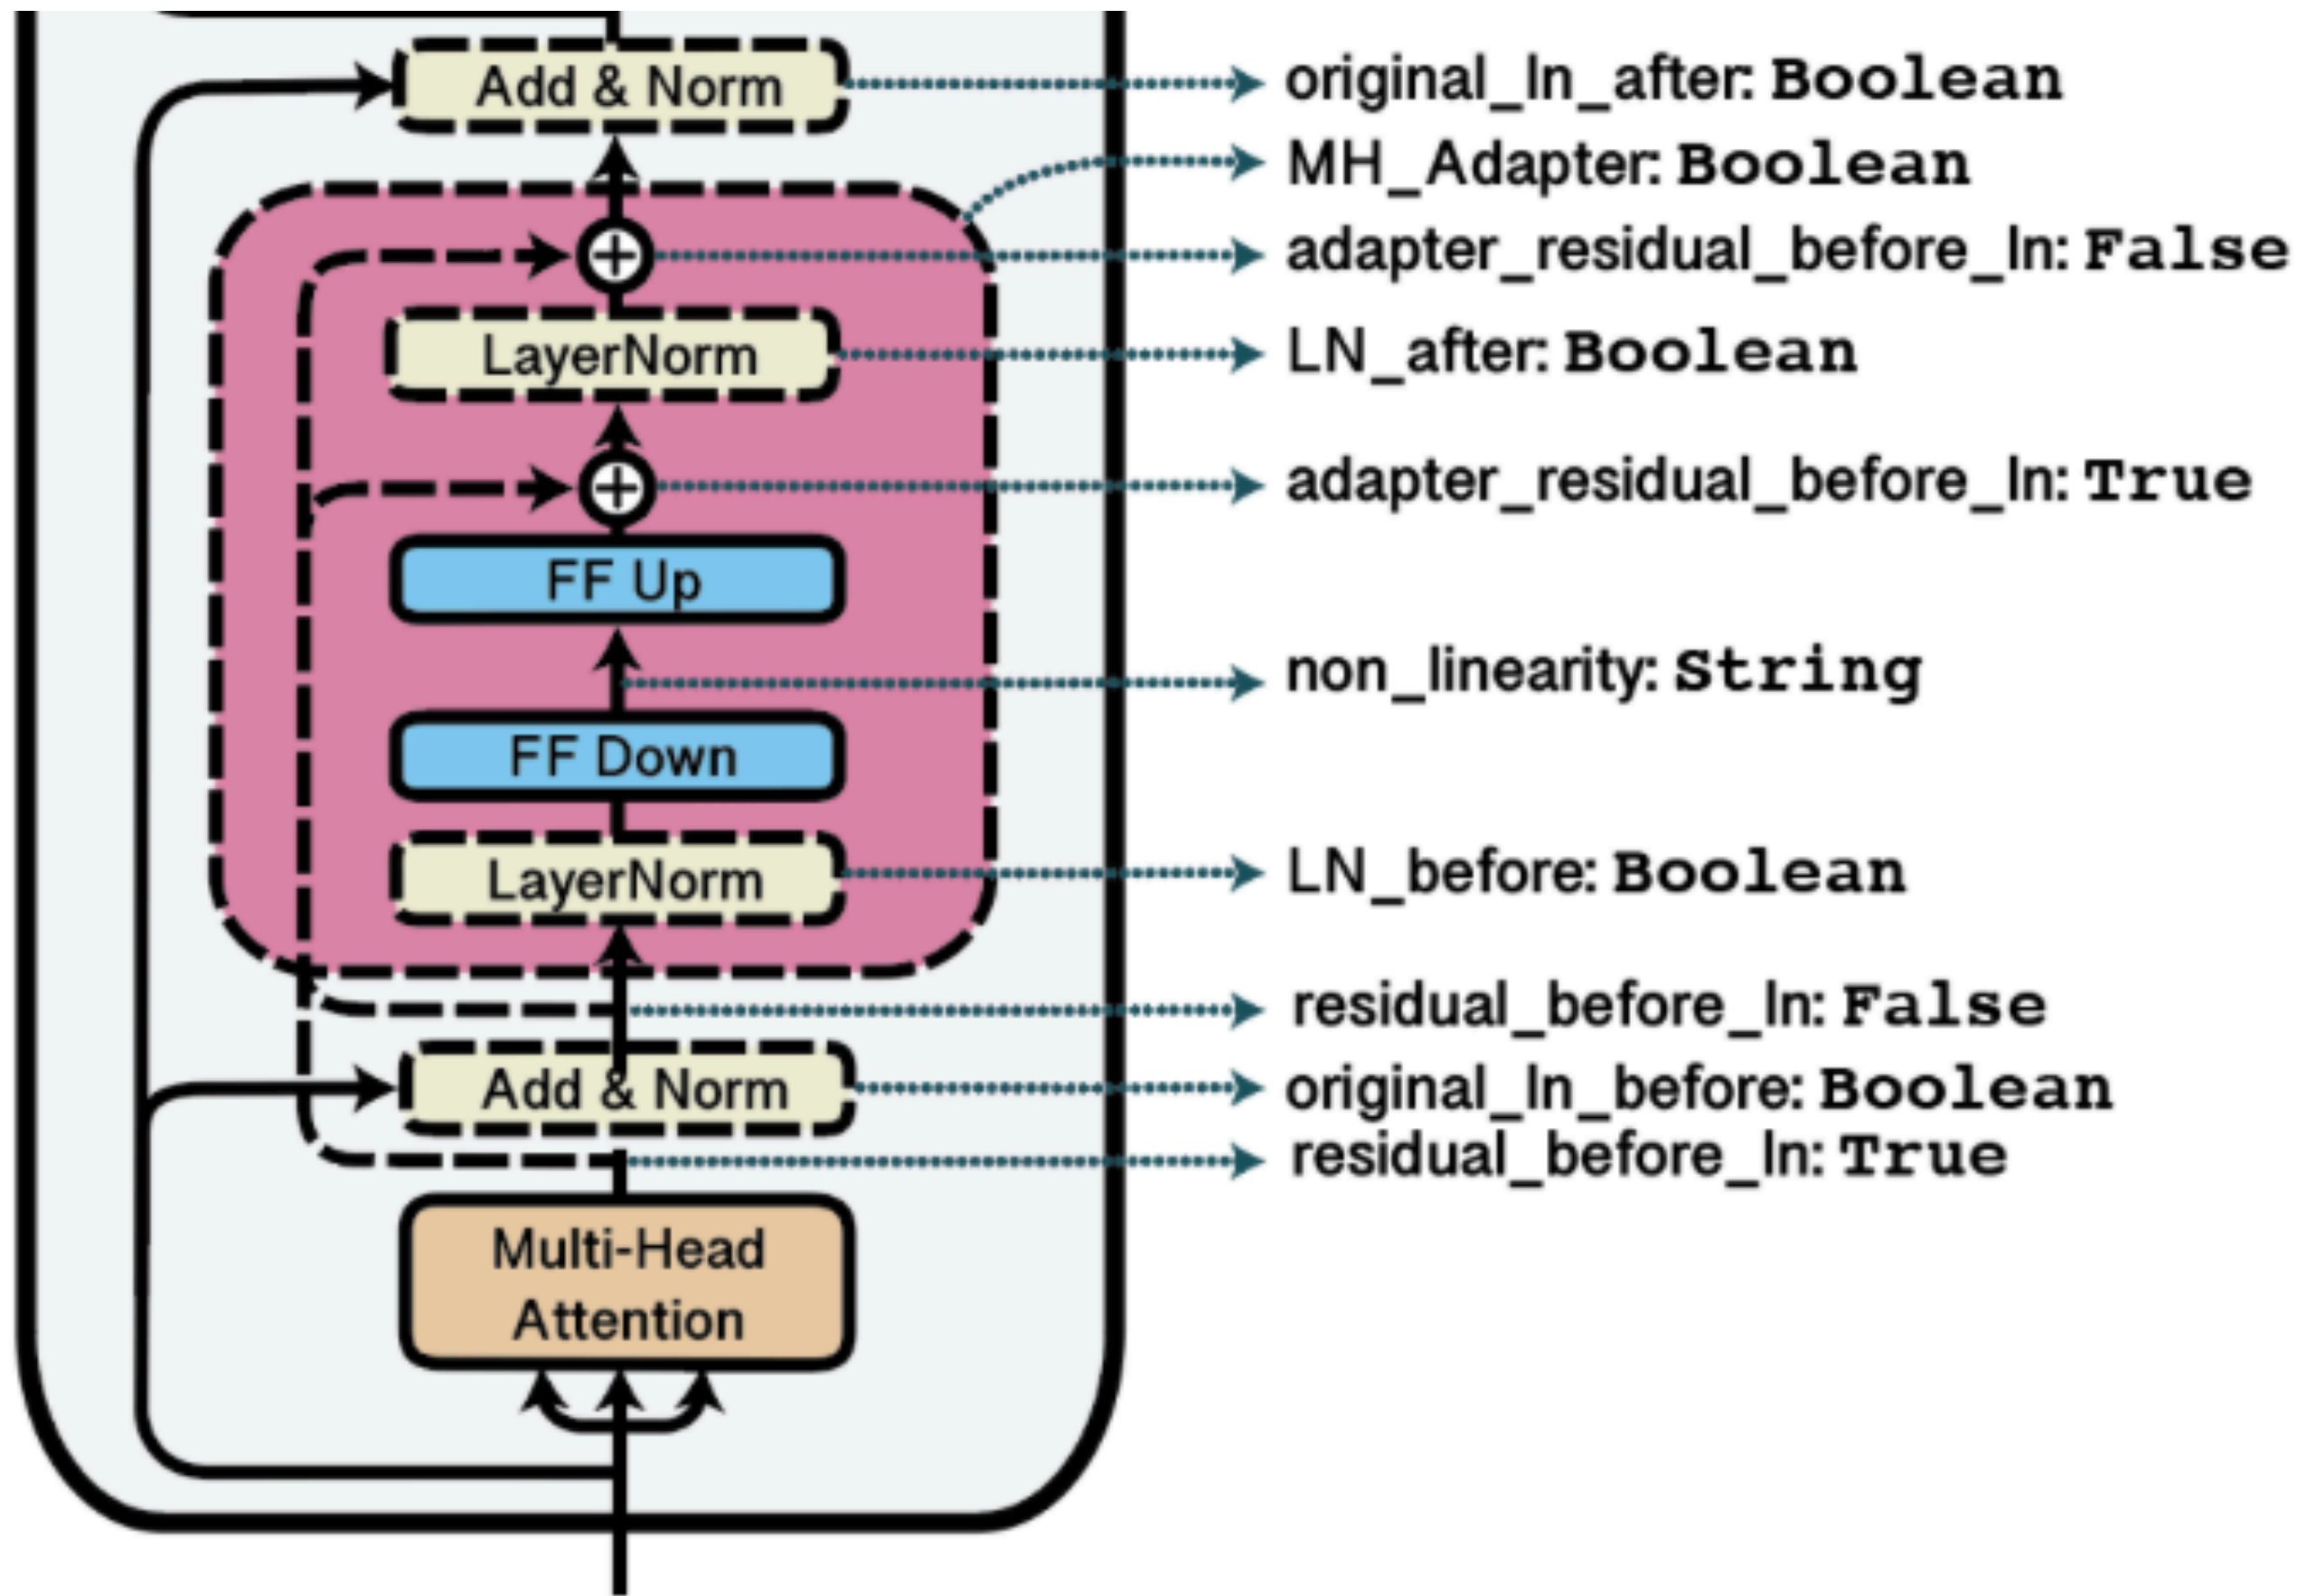 Add & Norm
original_ln_after: Boolean
MH_Adapter: Boolean
adapter_residual_before_ln: False
LayerNorm
LN_after: Boolean
adapter_residual_before_ln: True
FF Up
non_linearity: String
FF Down
LayerNorm
LN_before: Boolean
residual_before_ln: False
Add & Norm
original_ln_before: Boolean
residual_before_ln: True
Multi-Head
Attention